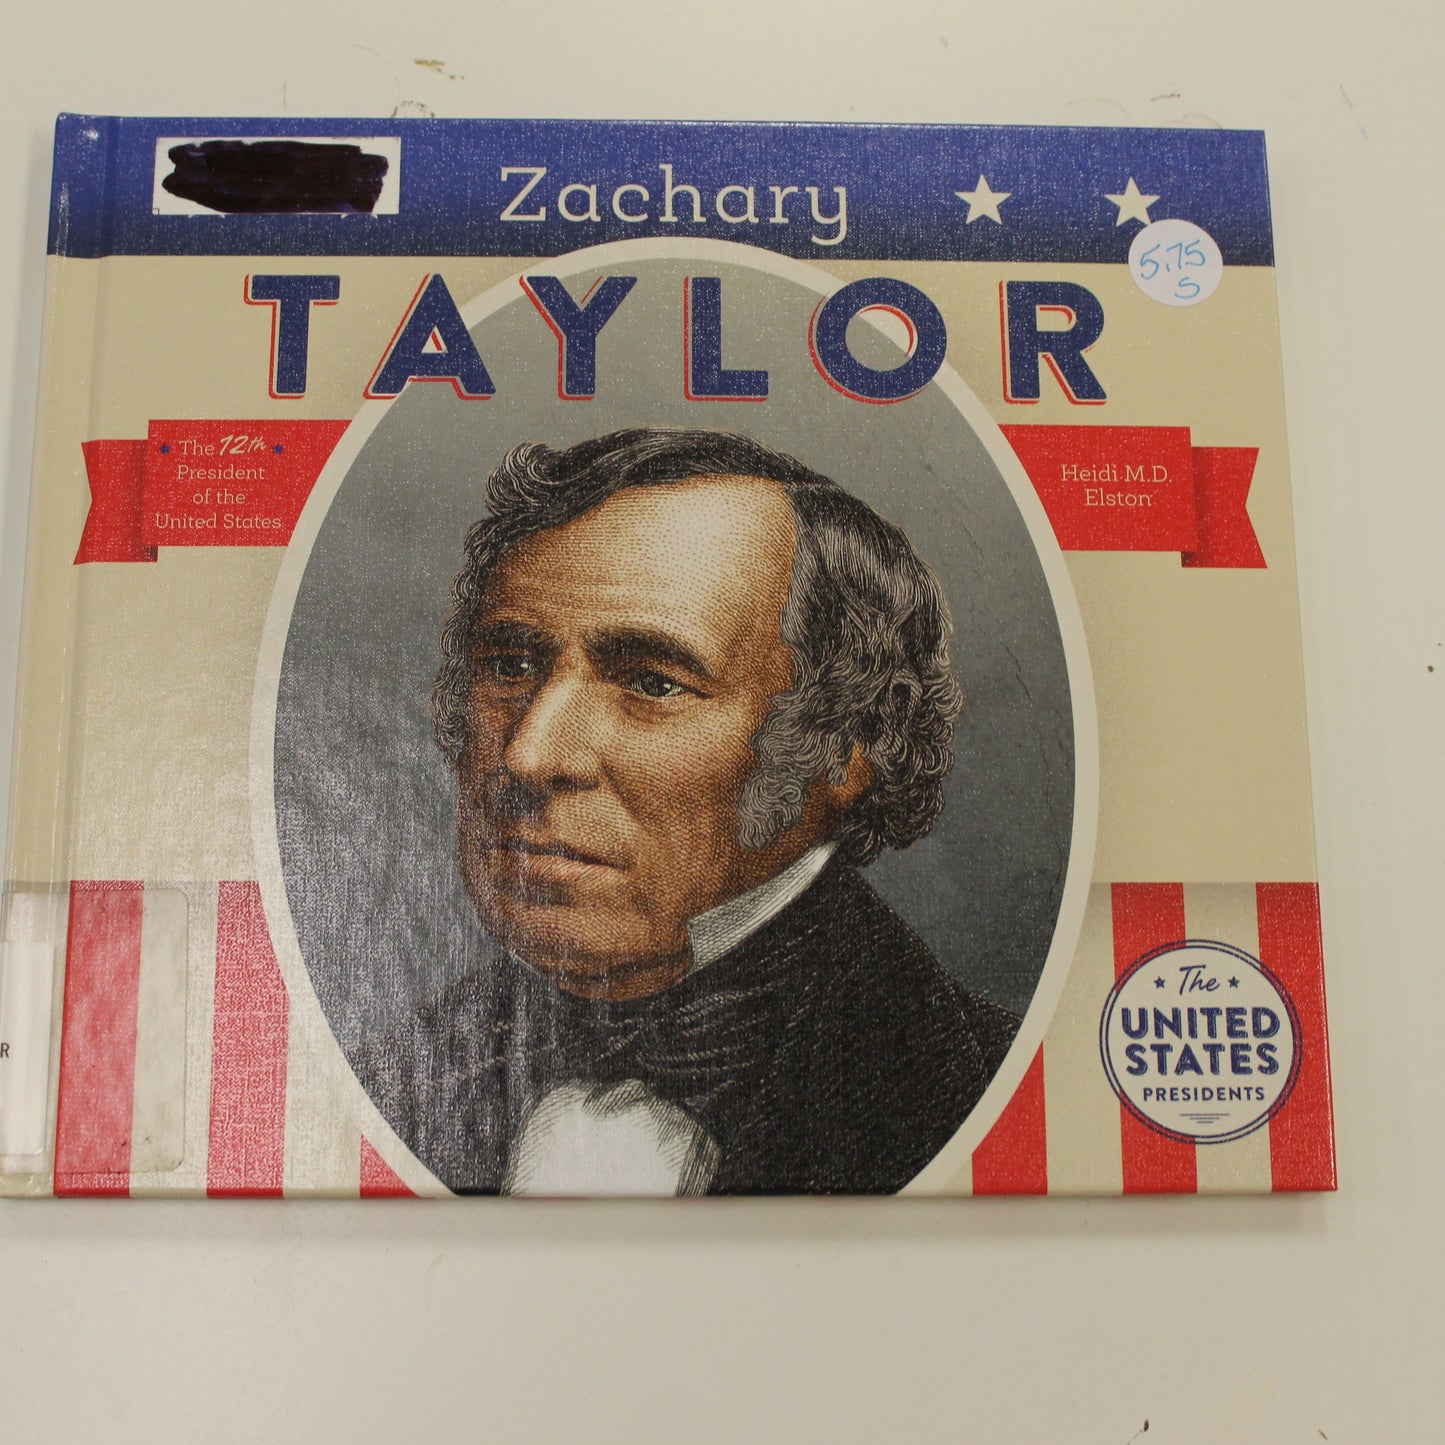 Zachary
TAYLOR
5.75
S
The 12th
President
of the
United States
Heidi M.D.
Elston
The
UNITED
STATES
PRESIDENTS
R